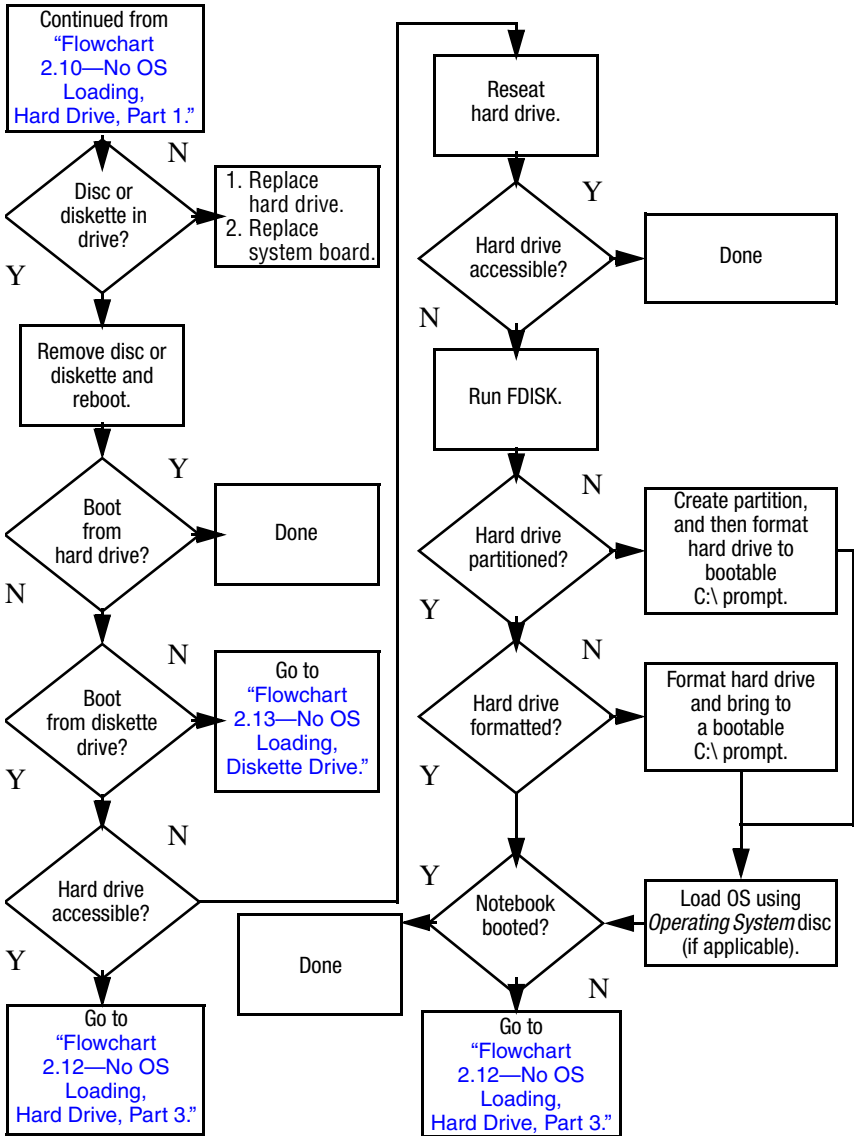 Continued from
“Flowchart
2.10—No OS
Loading,
Hard Drive, Part 1.”
N
Disc or
diskette in
drive?
1. Replace
hard drive.
2. Replace
system board.
Y
Remove disc or
diskette and
reboot.
Y
Boot
from
hard drive?
Done
N
N
Boot
from diskette
drive?
Go to
“Flowchart
2.13—No OS
Loading,
Diskette Drive.”
Y
N
Hard drive
accessible?
Y
Go to
“Flowchart
2.12—No OS
Loading,
Hard Drive, Part 3.”
Reseat
hard drive.
Y
Hard drive
accessible?
Done
N
Run FDISK.
N
Hard drive
partitioned?
Create partition,
and then format
hard drive to
bootable
C:\ prompt.
Y
N
Hard drive
formatted?
Format hard drive
and bring to
a bootable
C:\ prompt.
Y
Y
Notebook
booted?
Load OS using
Operating System disc
(if applicable).
Done
N
Go to
“Flowchart
2.12—No OS
Loading,
Hard Drive, Part 3.”